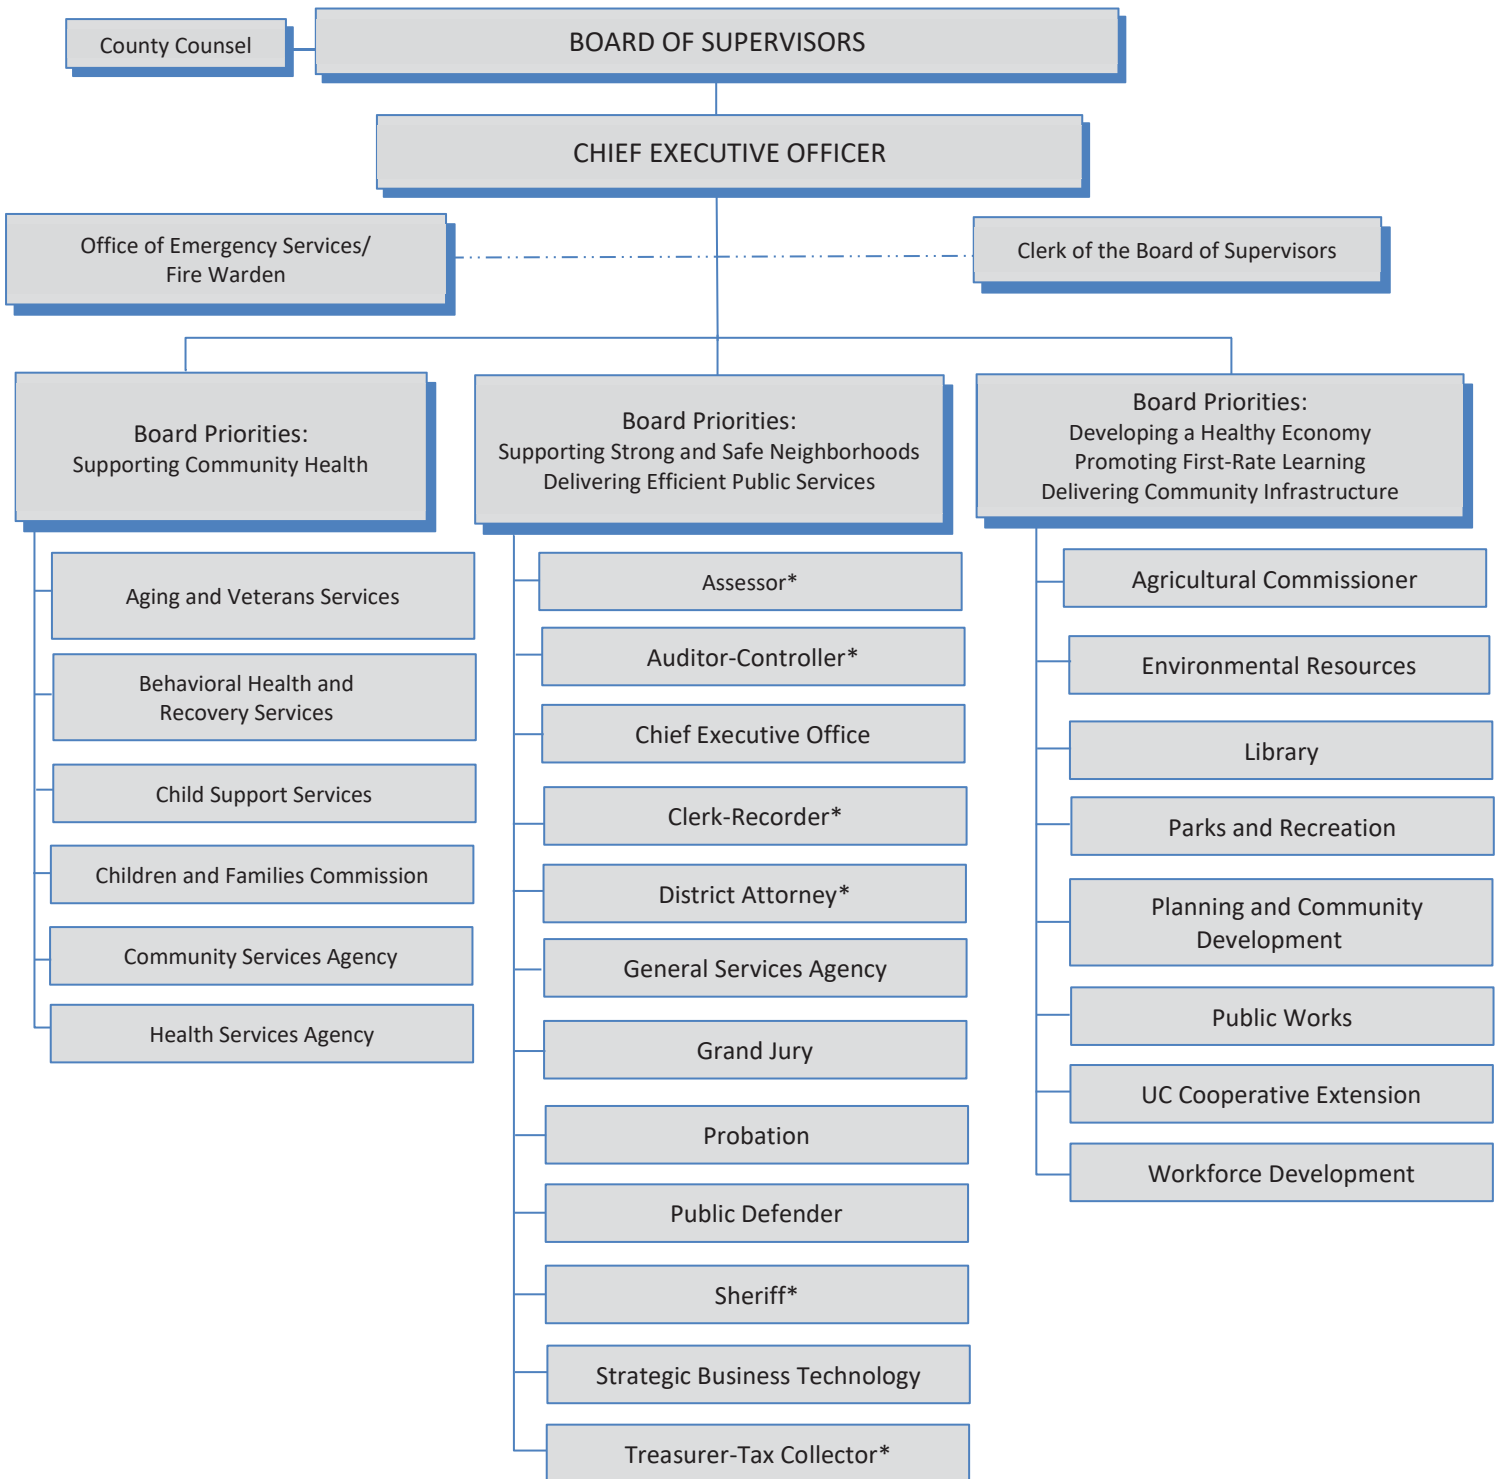 County Counsel
BOARD OF SUPERVISORS
CHIEF EXECUTIVE OFFICER
Office of Emergency Services/
Fire Warden
Clerk of the Board of Supervisors
Board Priorities:
Supporting Community Health
Aging and Veterans Services
Behavioral Health and
Recovery Services
Child Support Services
Children and Families Commission
Community Services Agency
Health Services Agency
Board Priorities:
Supporting Strong and Safe Neighborhoods
Delivering Efficient Public Services
Assessor*
Auditor-Controller*
Chief Executive Office
Clerk-Recorder*
District Attorney*
General Services Agency
Grand Jury
Probation
Public Defender
Sheriff*
Strategic Business Technology
Treasurer-Tax Collector*
Board Priorities:
Developing a Healthy Economy
Promoting First-Rate Learning
Delivering Community Infrastructure
Agricultural Commissioner
Environmental Resources
Library
Parks and Recreation
Planning and Community
Development
Public Works
UC Cooperative Extension
Workforce Development